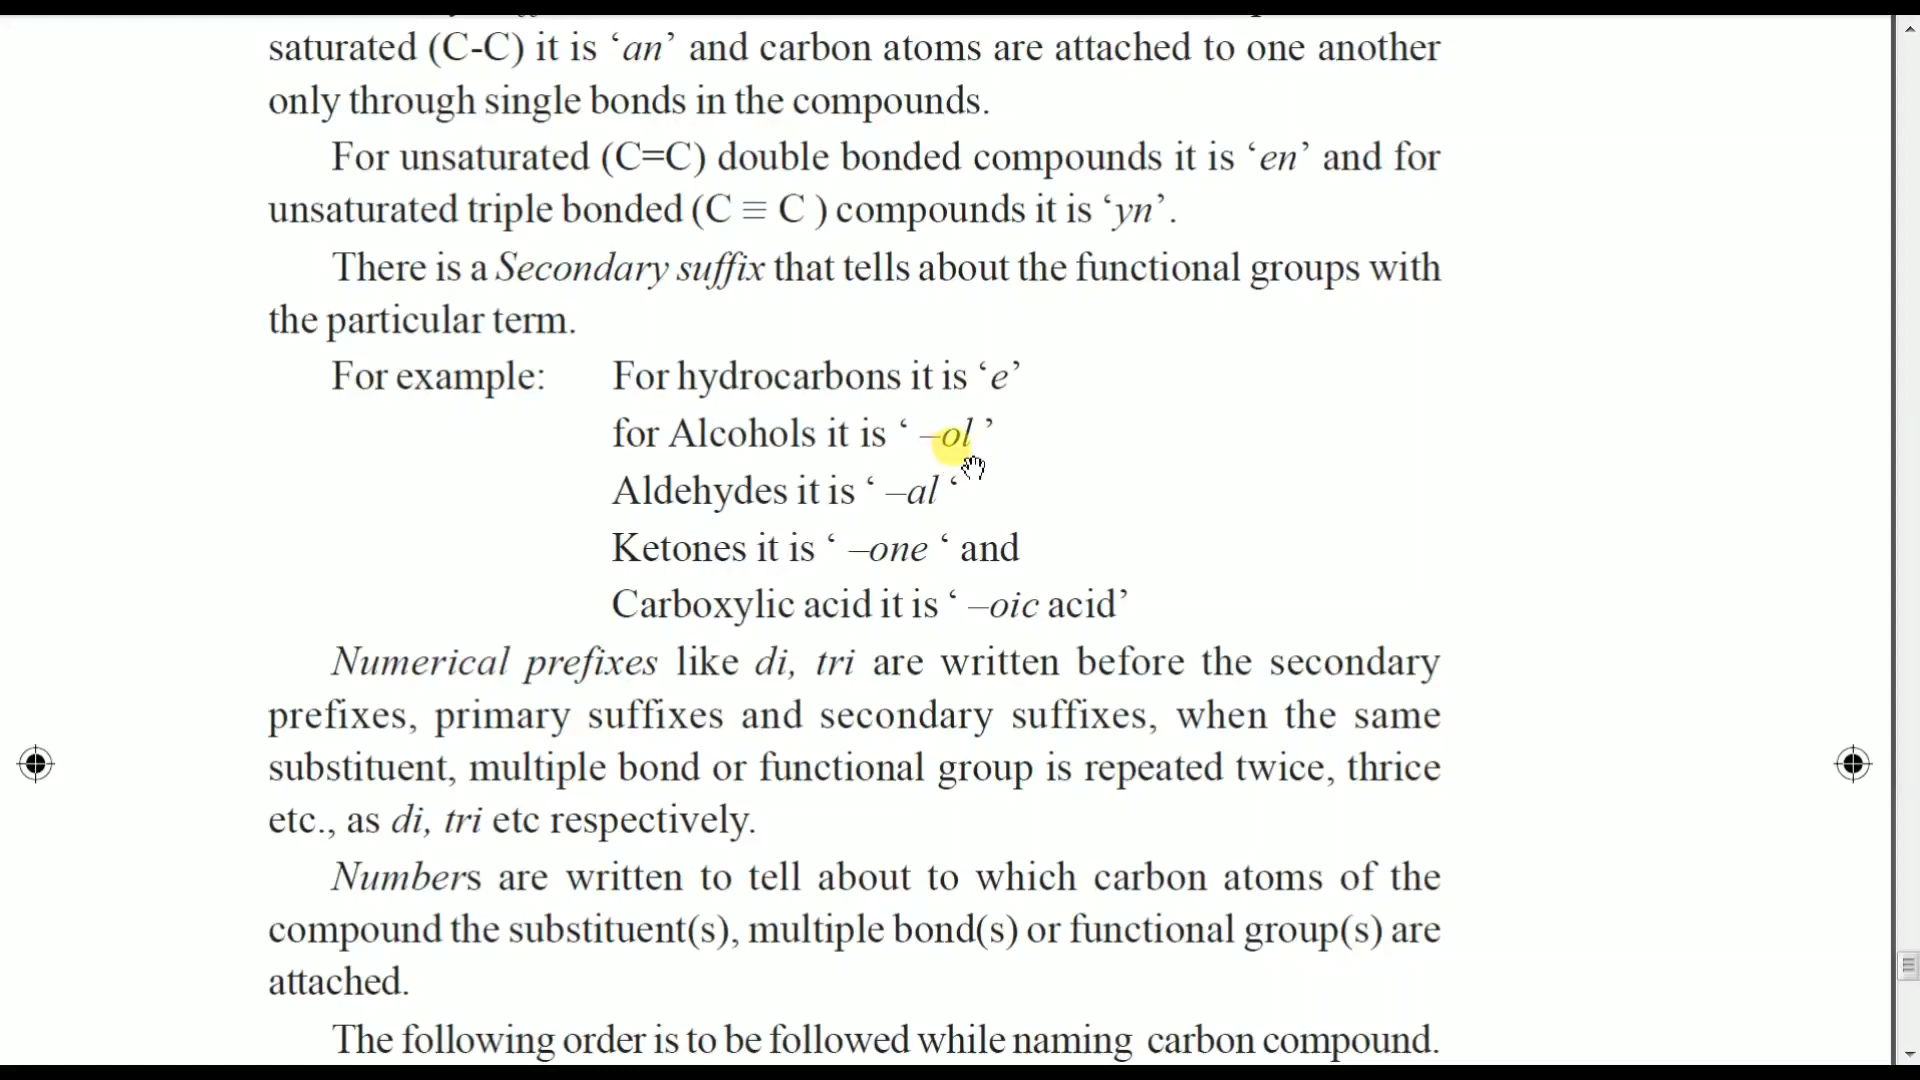 saturated (C-C) it is ‘an’ and carbon atoms are attached to one another
only through single bonds in the compounds.
For unsaturated (C=C) double bonded compounds it is ‘en’ and for
unsaturated triple bonded (C ≡ C ) compounds it is ‘yn’.
There is a Secondary suffix that tells about the functional groups with
the particular term.
For example: For hydrocarbons it is ‘e’
for Alcohols it is ‘ –ol ’
Aldehydes it is ‘ –al ‘
Ketones it is ‘ –one ‘ and
Carboxylic acid it is ‘ –oic acid’
Numerical prefixes like di, tri are written before the secondary
prefixes, primary suffixes and secondary suffixes, when the same
substituent, multiple bond or functional group is repeated twice, thrice
etc., as di, tri etc respectively.
Numbers are written to tell about to which carbon atoms of the
compound the substituent(s), multiple bond(s) or functional group(s) are
attached.
The following order is to be followed while naming carbon compound.